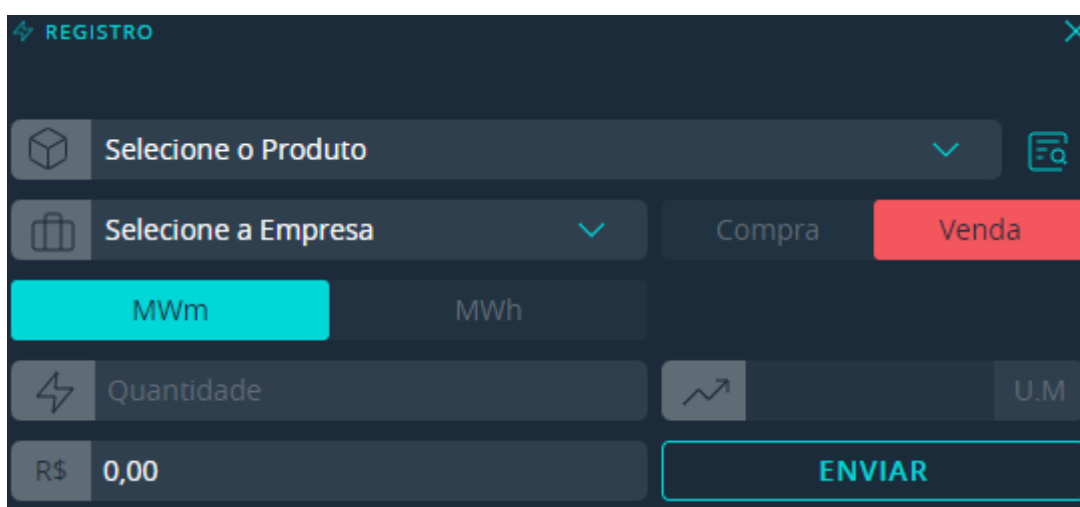 REGISTRO
Selecione o Produto
Selecione a Empresa
Compra
Venda
MWm
MWh
Quantidade
U.M
R$ 0,00
ENVIAR